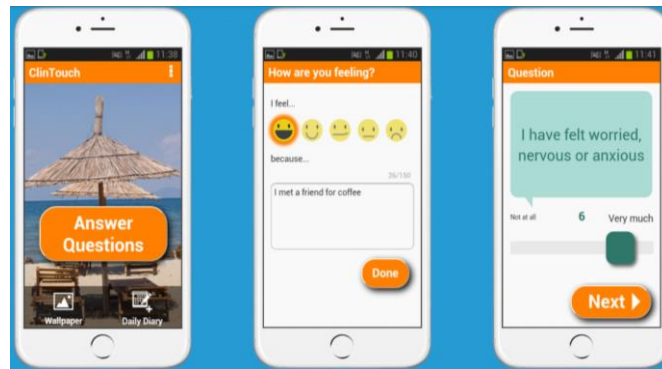 11:38
ClinTouch
Answer
Questions
Wallpaper
Daily Diary
11:40
How are you feeling?
I feel...
because...
26/150
I met a friend for coffee
Done
11:41
Question
I have felt worried,
nervous or anxious
Not at all
6
Very much
Next